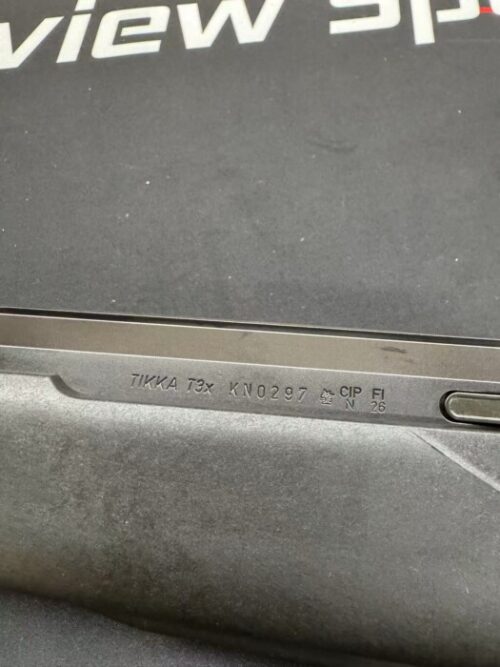 view Sp
TIKKA T3x KN0297 CIP FI
N 26